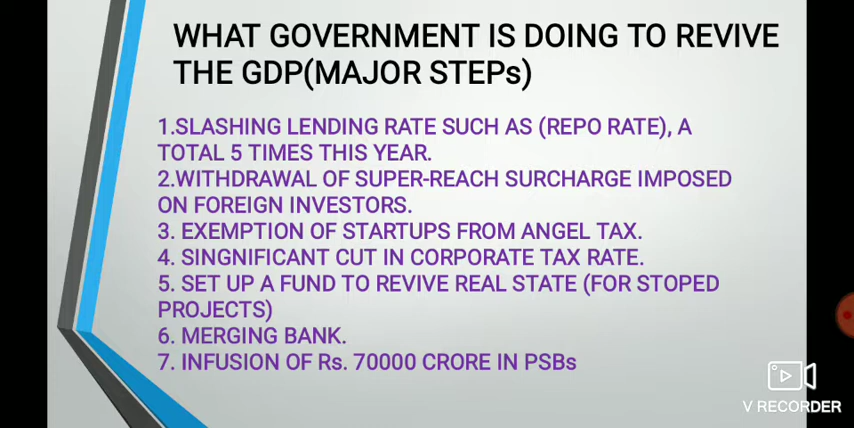 WHAT GOVERNMENT IS DOING TO REVIVE
THE GDP(MAJOR STEPs)
1.SLASHING LENDING RATE SUCH AS (REPO RATE), A
TOTAL 5 TIMES THIS YEAR.
2.WITHDRAWAL OF SUPER-REACH SURCHARGE IMPOSED
ON FOREIGN INVESTORS.
3. EXEMPTION OF STARTUPS FROM ANGEL TAX.
4. SINGNIFICANT CUT IN CORPORATE TAX RATE.
5. SET UP A FUND TO REVIVE REAL STATE (FOR STOPED
PROJECTS)
6. MERGING BANK.
7. INFUSION OF Rs. 70000 CRORE IN PSBs
V RECORDER